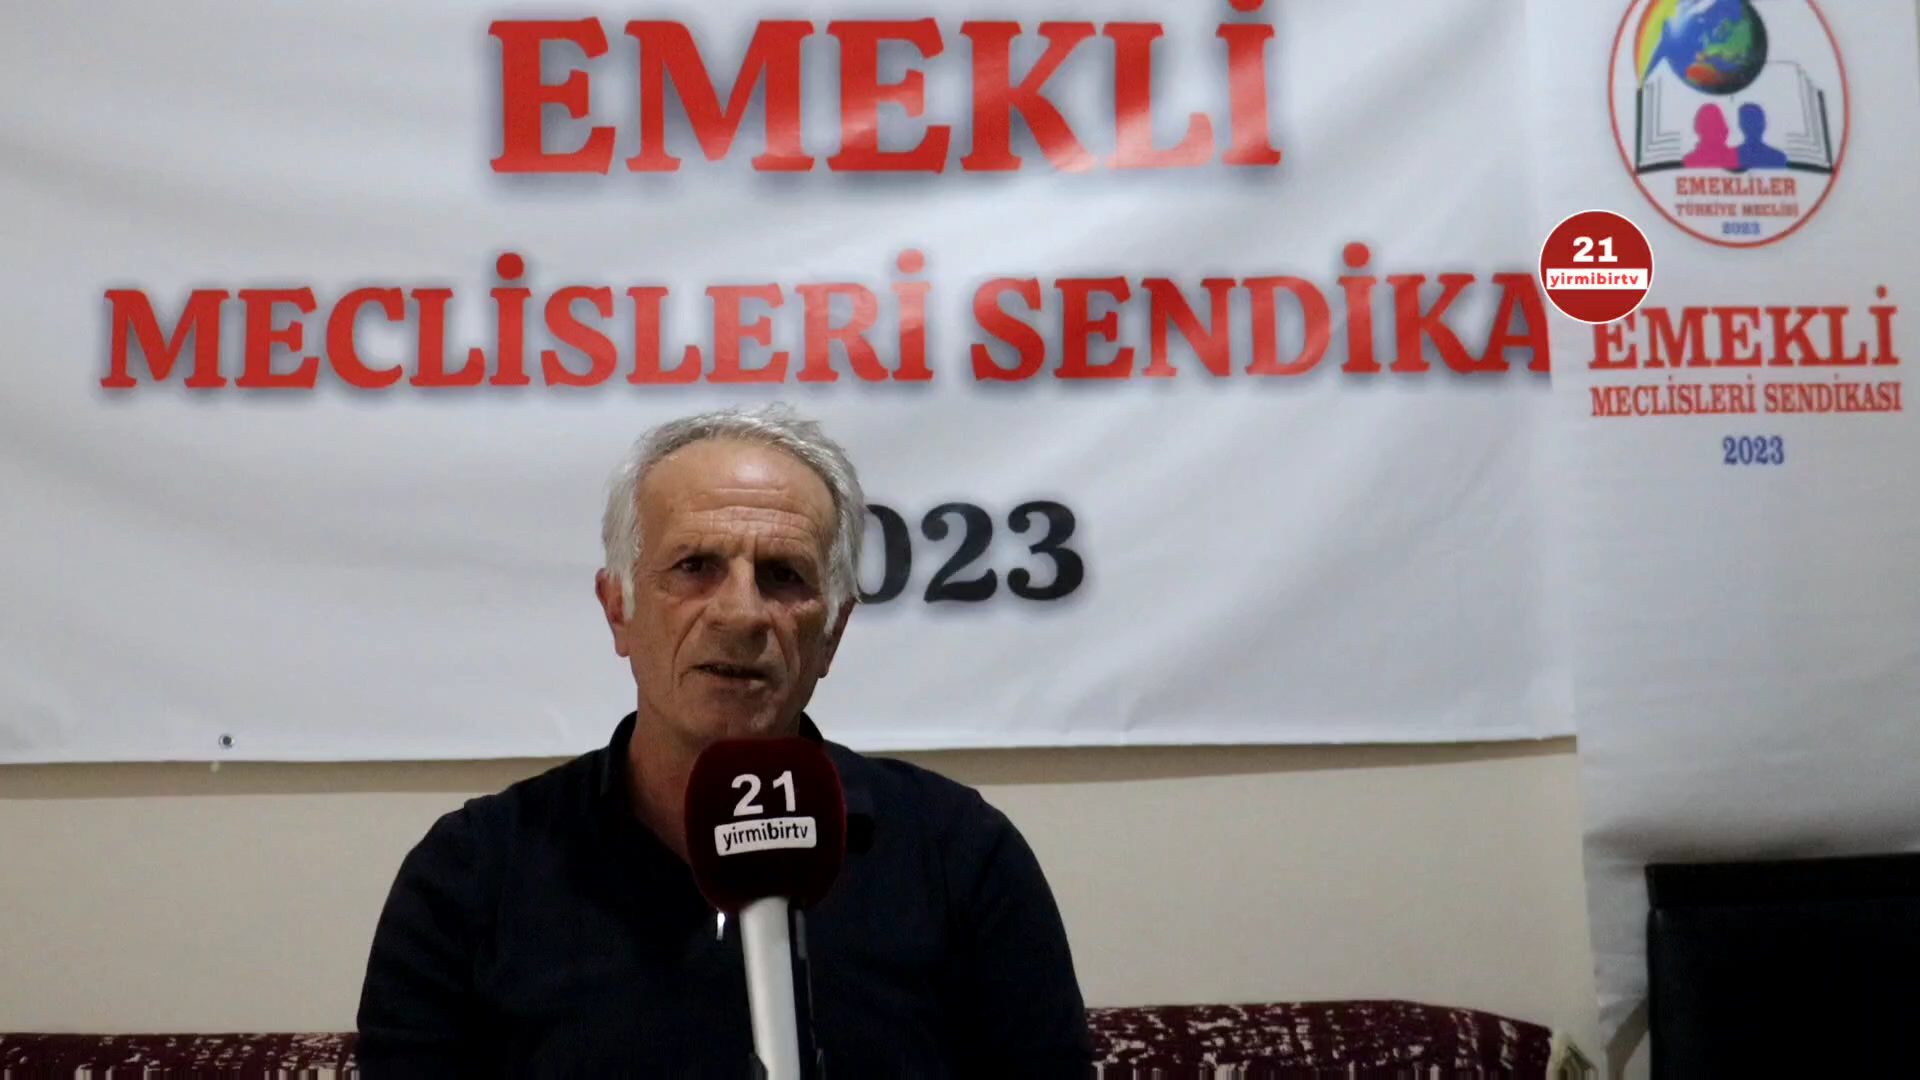 EMEKLİ
MECLİSLERİ SENDİKA
023
EMEKLİLER
TÜRKİYE MECLİSİ
2023
21
yirmibirtv
EMEKLİ
MECLİSLERİ SENDİKASI
2023
21
yirmibirtv